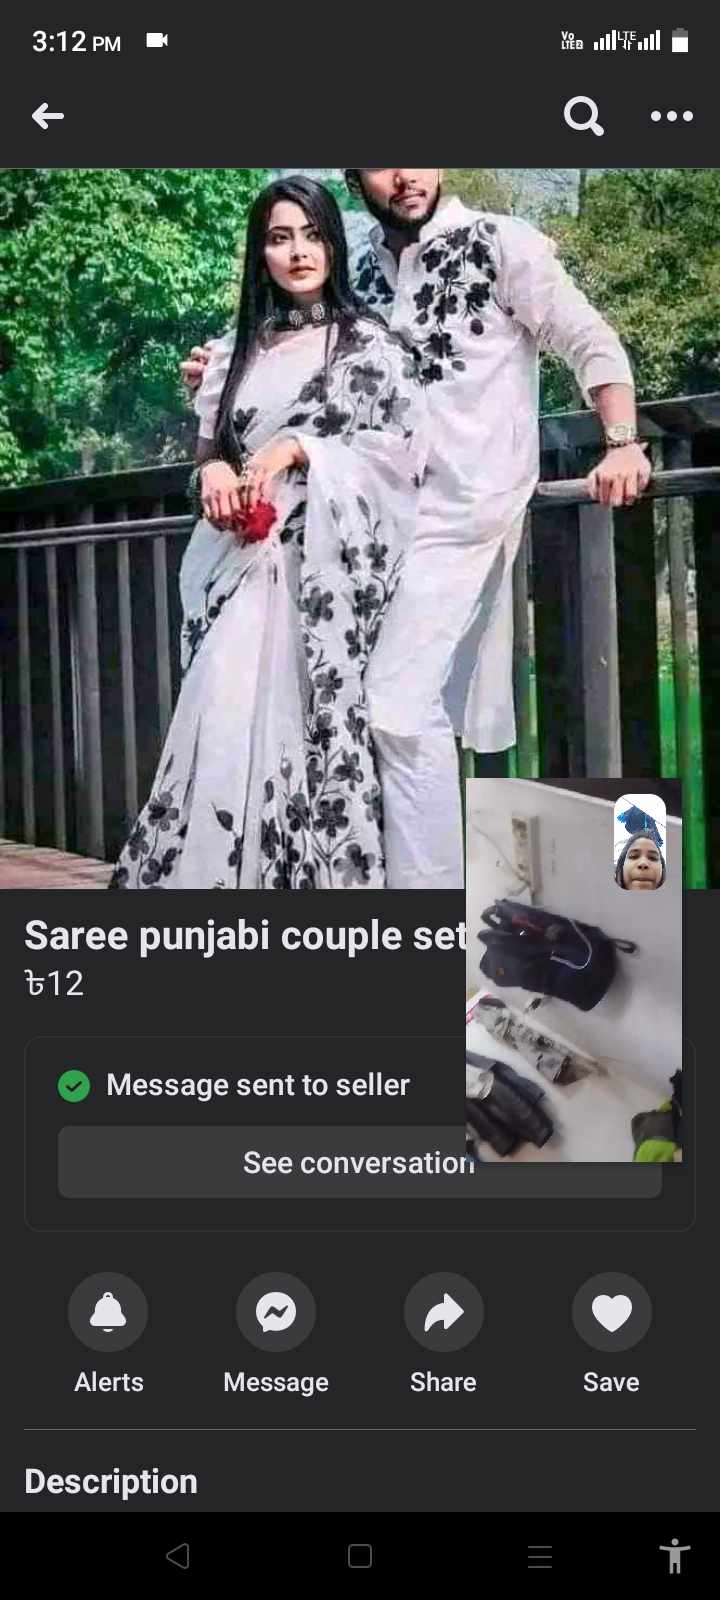 3:12 PM
Vo LTE2 LTE
Saree punjabi couple set
৳12
Message sent to seller
See conversation
Alerts
Message
Share
Save
Description